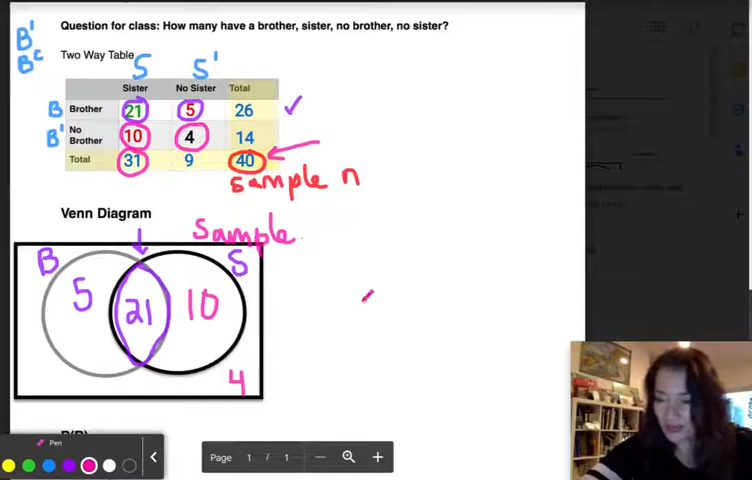 Question for class: How many have a brother, sister, no brother, no sister?
B'
Bᶜ
Two Way Table
S S'
Sister No Sister Total
B Brother 21 5 26 ✓
B' No Brother 10 4 14
Total 31 9 40
sample n
Venn Diagram
Sample
B S
5 21 10
4
Pen
Page 1 / 1